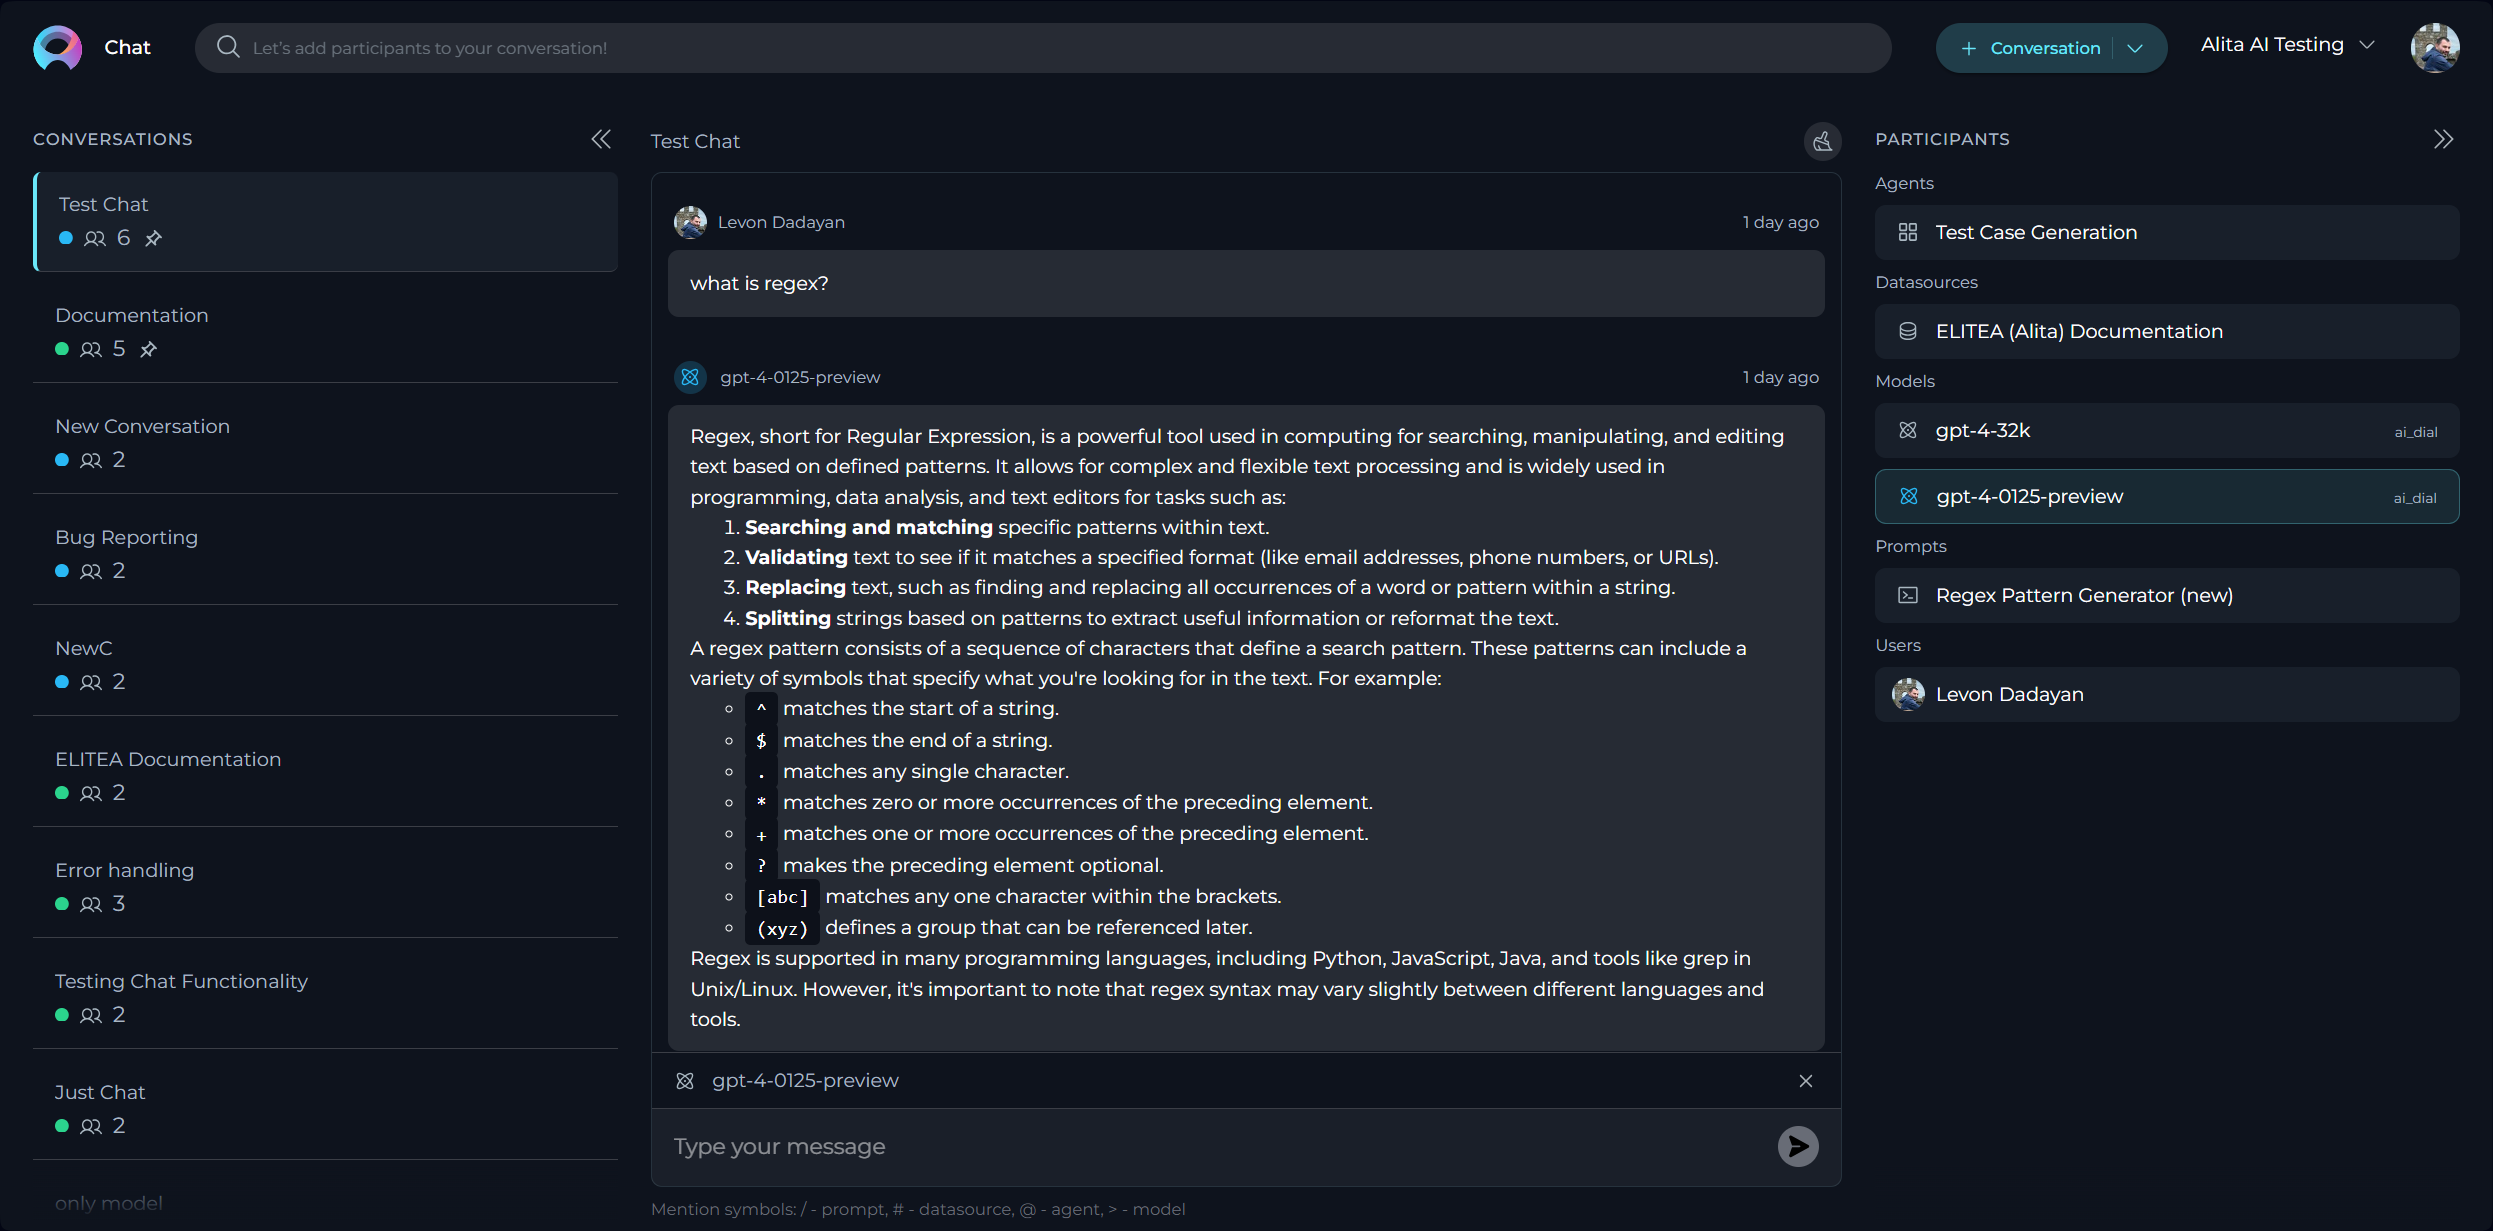 Chat
Let's add participants to your conversation!
+ Conversation
Alita AI Testing
CONVERSATIONS
Test Chat
6
Documentation
5
New Conversation
2
Bug Reporting
2
NewC
2
ELITEA Documentation
2
Error handling
3
Testing Chat Functionality
2
Just Chat
2
only model
Test Chat
Levon Dadayan
1 day ago
what is regex?
gpt-4-0125-preview
1 day ago
Regex, short for Regular Expression, is a powerful tool used in computing for searching, manipulating, and editing
text based on defined patterns. It allows for complex and flexible text processing and is widely used in
programming, data analysis, and text editors for tasks such as:
1. Searching and matching specific patterns within text.
2. Validating text to see if it matches a specified format (like email addresses, phone numbers, or URLs).
3. Replacing text, such as finding and replacing all occurrences of a word or pattern within a string.
4. Splitting strings based on patterns to extract useful information or reformat the text.
A regex pattern consists of a sequence of characters that define a search pattern. These patterns can include a
variety of symbols that specify what you're looking for in the text. For example:
^ matches the start of a string.
$ matches the end of a string.
. matches any single character.
* matches zero or more occurrences of the preceding element.
+ matches one or more occurrences of the preceding element.
? makes the preceding element optional.
[abc] matches any one character within the brackets.
(xyz) defines a group that can be referenced later.
Regex is supported in many programming languages, including Python, JavaScript, Java, and tools like grep in
Unix/Linux. However, it's important to note that regex syntax may vary slightly between different languages and
tools.
gpt-4-0125-preview
Type your message
Mention symbols: / - prompt, # - datasource, @ - agent, > - model
PARTICIPANTS
Agents
Test Case Generation
Datasources
ELITEA (Alita) Documentation
Models
gpt-4-32k ai_dial
gpt-4-0125-preview ai_dial
Prompts
Regex Pattern Generator (new)
Users
Levon Dadayan